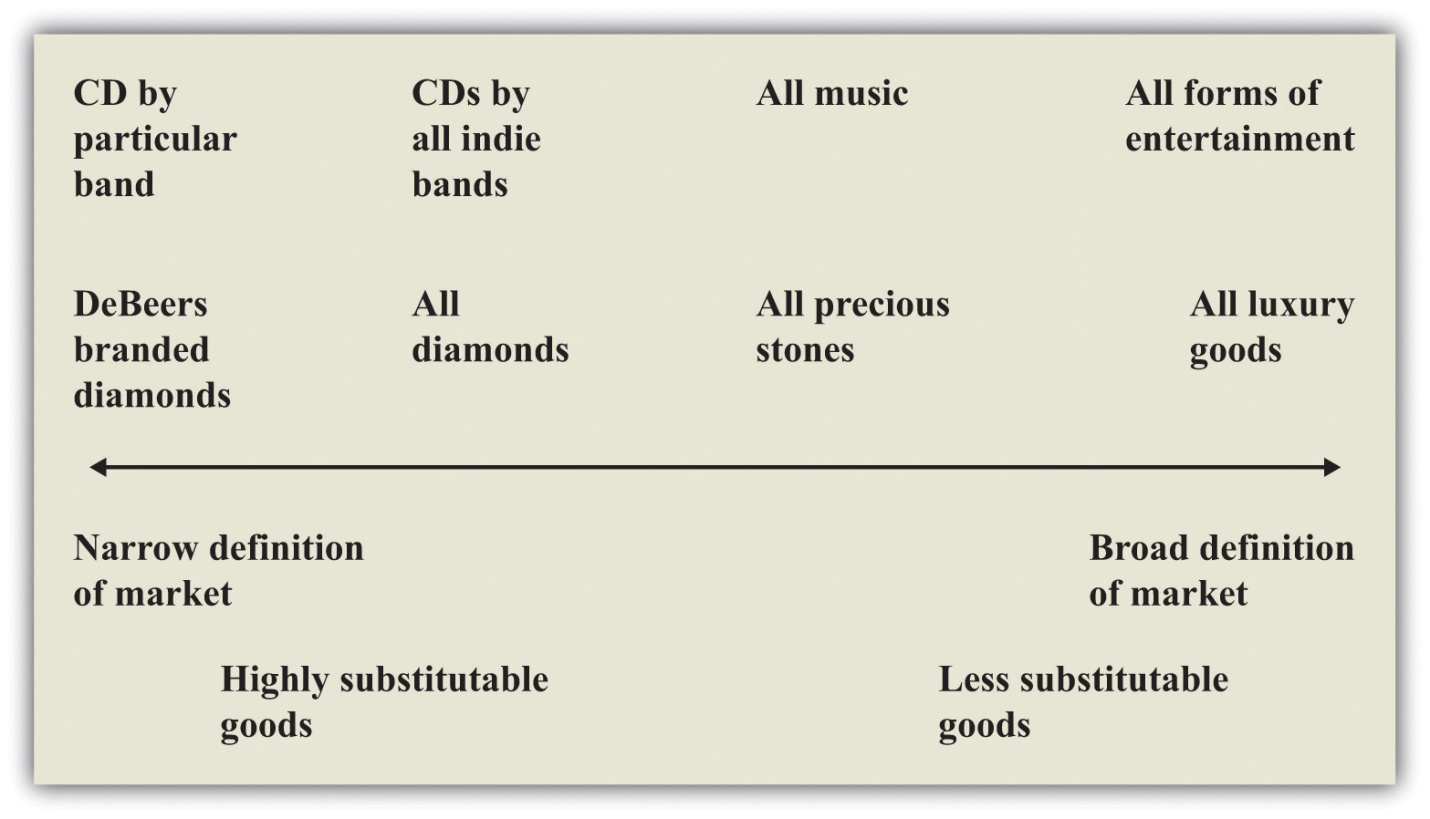 CD by
particular
band
CDs by
all indie
bands
All music
All forms of
entertainment
DeBeers
branded
diamonds
All
diamonds
All precious
stones
All luxury
goods
Narrow definition
of market
Broad definition
of market
Highly substitutable
goods
Less substitutable
goods